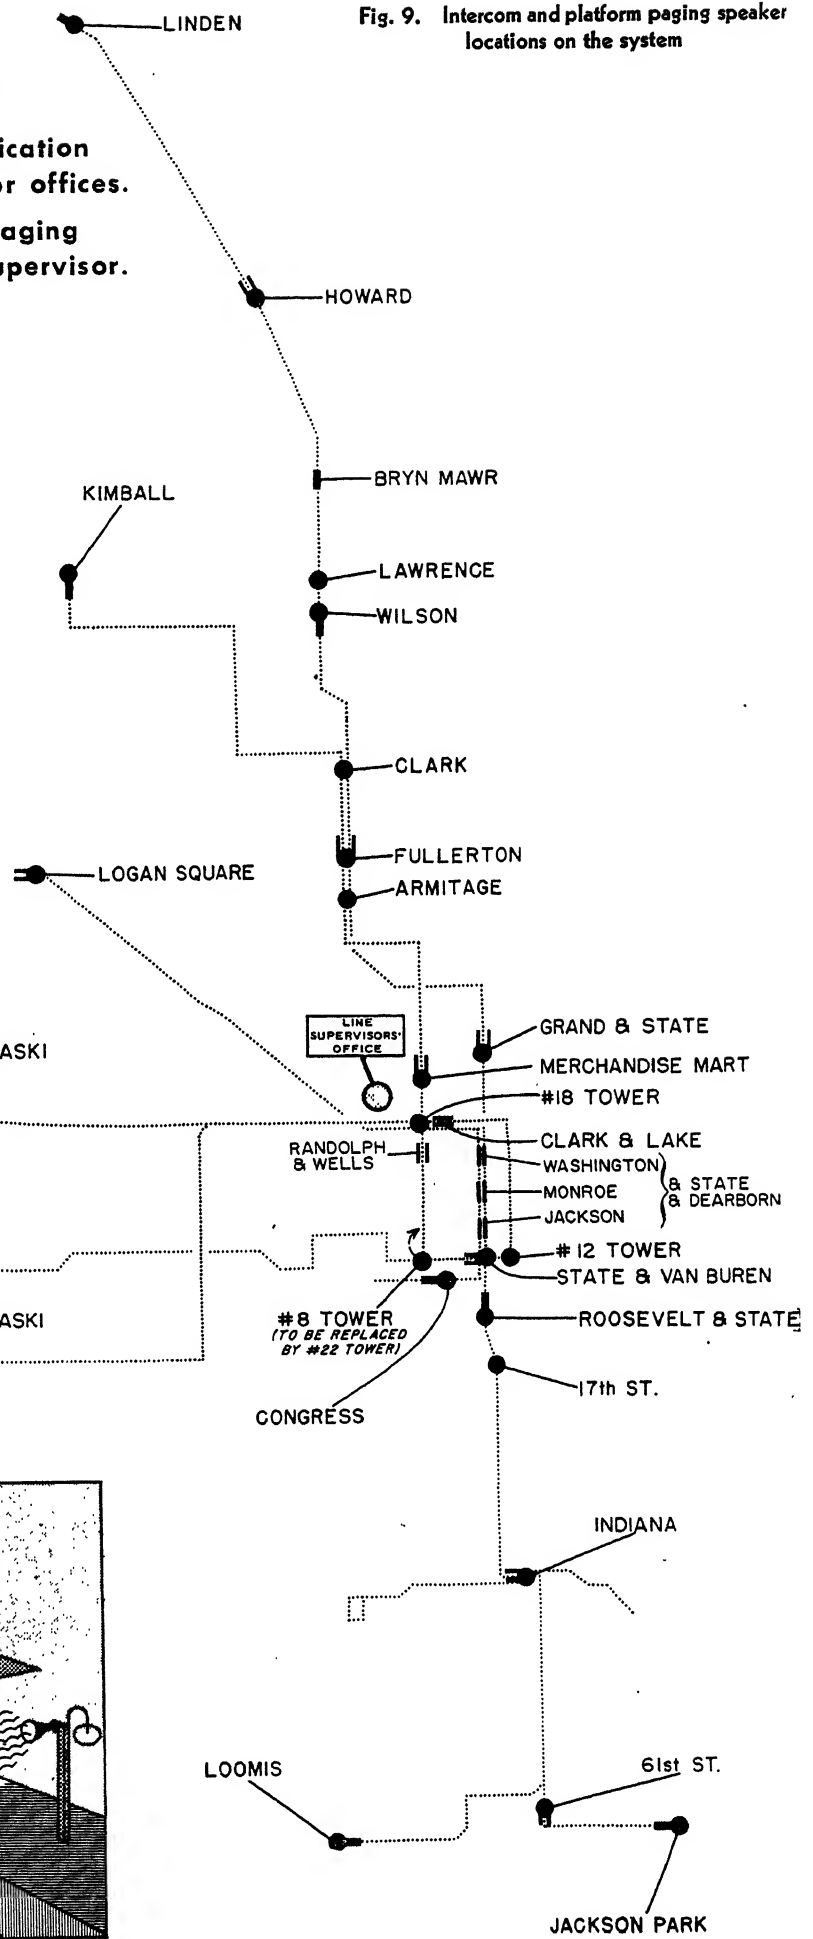 Fig. 9. Intercom and platform paging speaker
locations on the system
LINDEN
ication
or offices.
aging
upervisor.
HOWARD
BRYN MAWR
KIMBALL
LAWRENCE
WILSON
CLARK
FULLERTON
LOGAN SQUARE
ARMITAGE
LINE
SUPERVISORS'
OFFICE
GRAND & STATE
ASKI
MERCHANDISE MART
#18 TOWER
CLARK & LAKE
RANDOLPH
& WELLS
WASHINGTON
MONROE
JACKSON
& STATE
& DEARBORN
#12 TOWER
STATE & VAN BUREN
ASKI
#8 TOWER
(TO BE REPLACED
BY #22 TOWER)
ROOSEVELT & STATE
17th ST.
CONGRESS
INDIANA
LOOMIS
61st ST.
JACKSON PARK